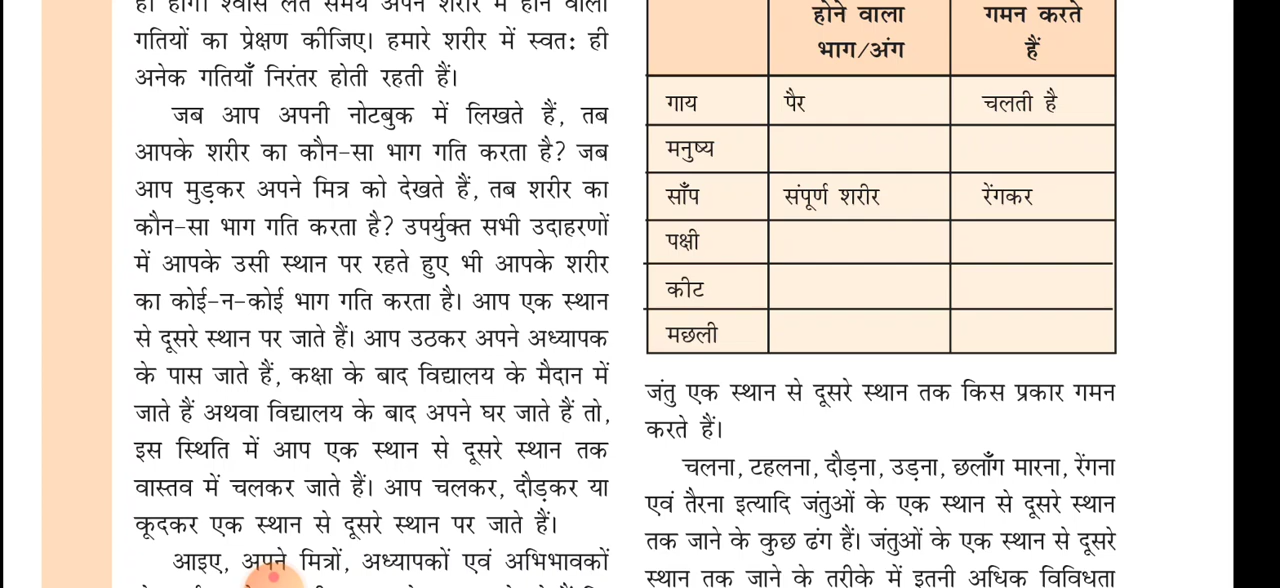 गतियों का प्रेक्षण कीजिए। हमारे शरीर में स्वत: ही
अनेक गतियाँ निरंतर होती रहती हैं।
जब आप अपनी नोटबुक में लिखते हैं, तब
आपके शरीर का कौन-सा भाग गति करता है? जब
आप मुड़कर अपने मित्र को देखते हैं, तब शरीर का
कौन-सा भाग गति करता है? उपर्युक्त सभी उदाहरणों
में आपके उसी स्थान पर रहते हुए भी आपके शरीर
का कोई-न-कोई भाग गति करता है। आप एक स्थान
से दूसरे स्थान पर जाते हैं। आप उठकर अपने अध्यापक
के पास जाते हैं, कक्षा के बाद विद्यालय के मैदान में
जाते हैं अथवा विद्यालय के बाद अपने घर जाते हैं तो,
इस स्थिति में आप एक स्थान से दूसरे स्थान तक
वास्तव में चलकर जाते हैं। आप चलकर, दौड़कर या
कूदकर एक स्थान से दूसरे स्थान पर जाते हैं।
आइए, अपने मित्रों, अध्यापकों एवं अभिभावकों
होने वाला गमन करते
भाग/अंग हैं
गाय पैर चलती है
मनुष्य
साँप संपूर्ण शरीर रेंगकर
पक्षी
कीट
मछली
जंतु एक स्थान से दूसरे स्थान तक किस प्रकार गमन
करते हैं।
चलना, टहलना, दौड़ना, उड़ना, छलाँग मारना, रेंगना
एवं तैरना इत्यादि जंतुओं के एक स्थान से दूसरे स्थान
तक जाने के कुछ ढंग हैं। जंतुओं के एक स्थान से दूसरे
स्थान तक जाने के तरीके में इतनी अधिक विविधता